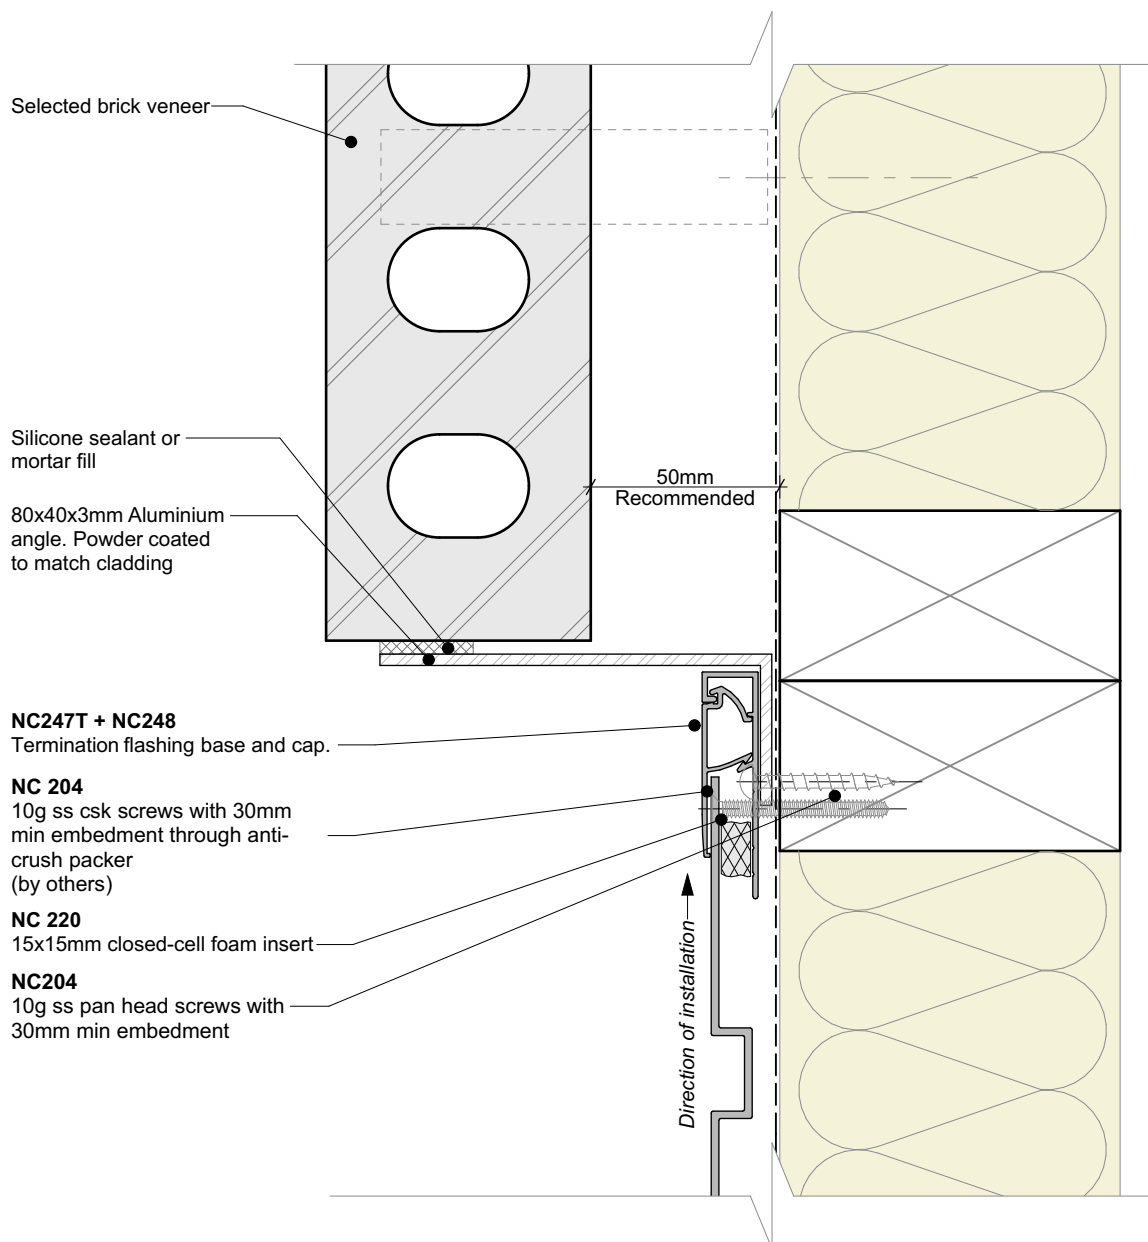 Selected brick veneer
Silicone sealant or
mortar fill
50mm
Recommended
80x40x3mm Aluminium
angle. Powder coated
to match cladding
NC247T + NC248
Termination flashing base and cap.
NC 204
10g ss csk screws with 30mm
min embedment through anti-
crush packer
(by others)
NC 220
15x15mm closed-cell foam insert
NC204
10g ss pan head screws with
30mm min embedment
Direction of installation